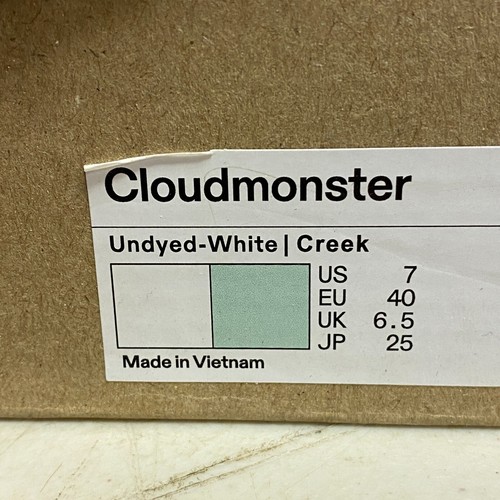 Cloudmonster
Undyed-White | Creek
US 7
EU 40
UK 6.5
JP 25
Made in Vietnam